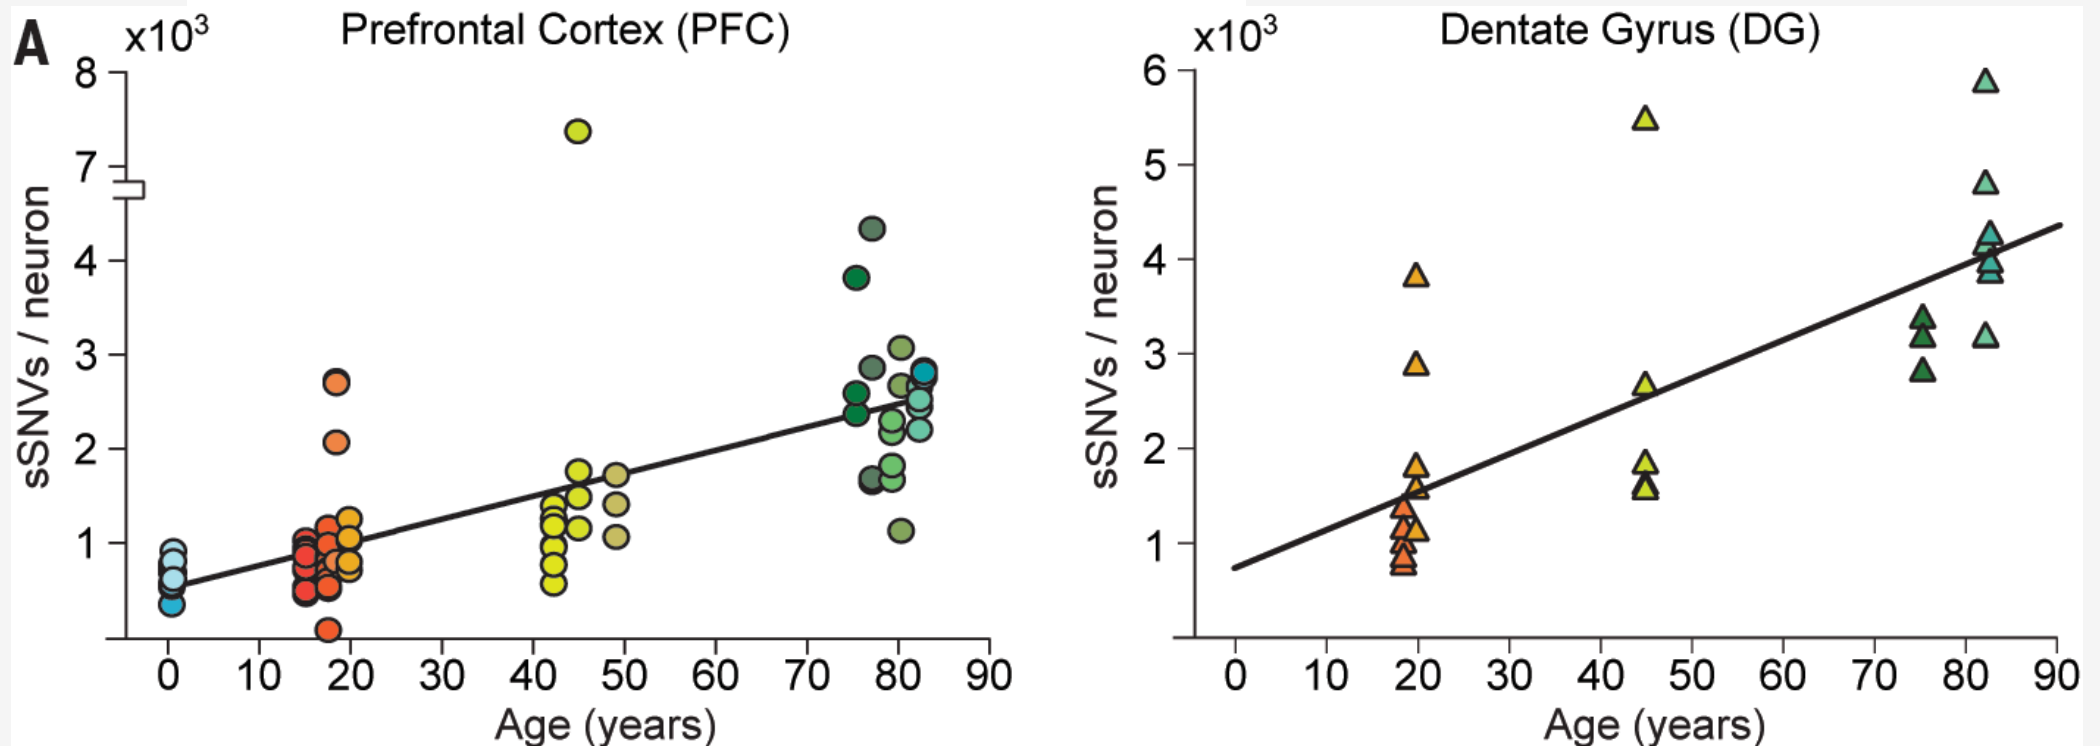 A
x10³
Prefrontal Cortex (PFC)
8
7
4
3
2
1
sSNVs / neuron
0 10 20 30 40 50 60 70 80 90
Age (years)
x10³
Dentate Gyrus (DG)
6
5
4
3
2
1
sSNVs / neuron
0 10 20 30 40 50 60 70 80 90
Age (years)